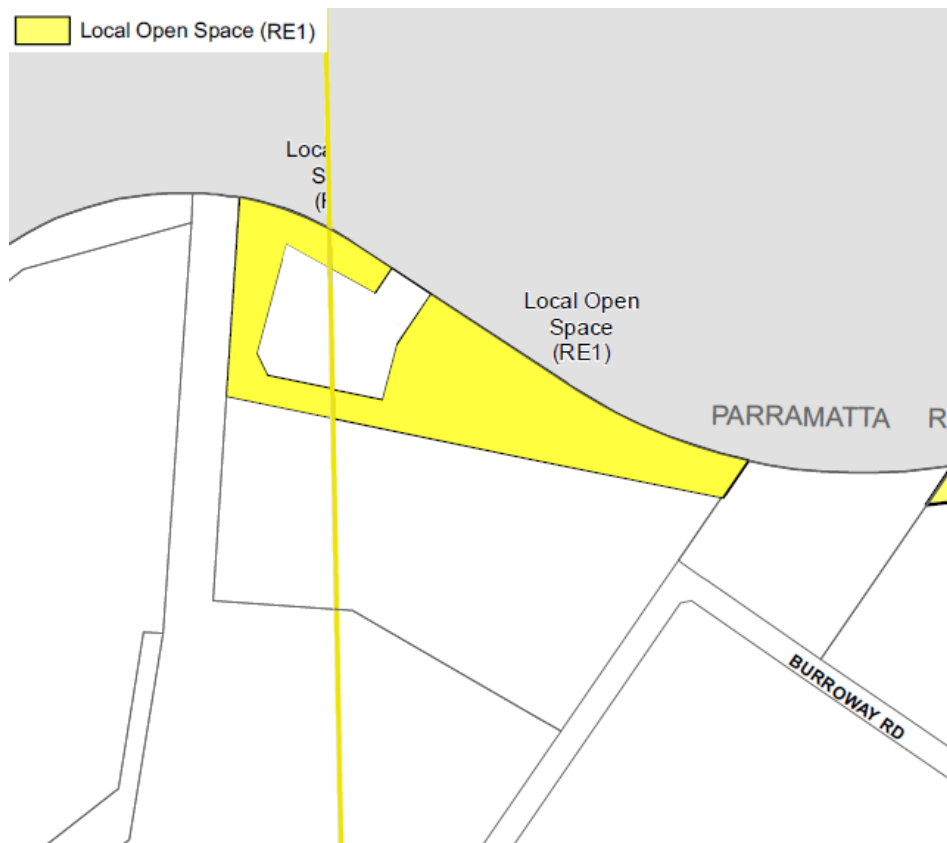 Local Open Space (RE1)
Local Open
Space
(RE1)
PARRAMATTA R
BURROWAY RD